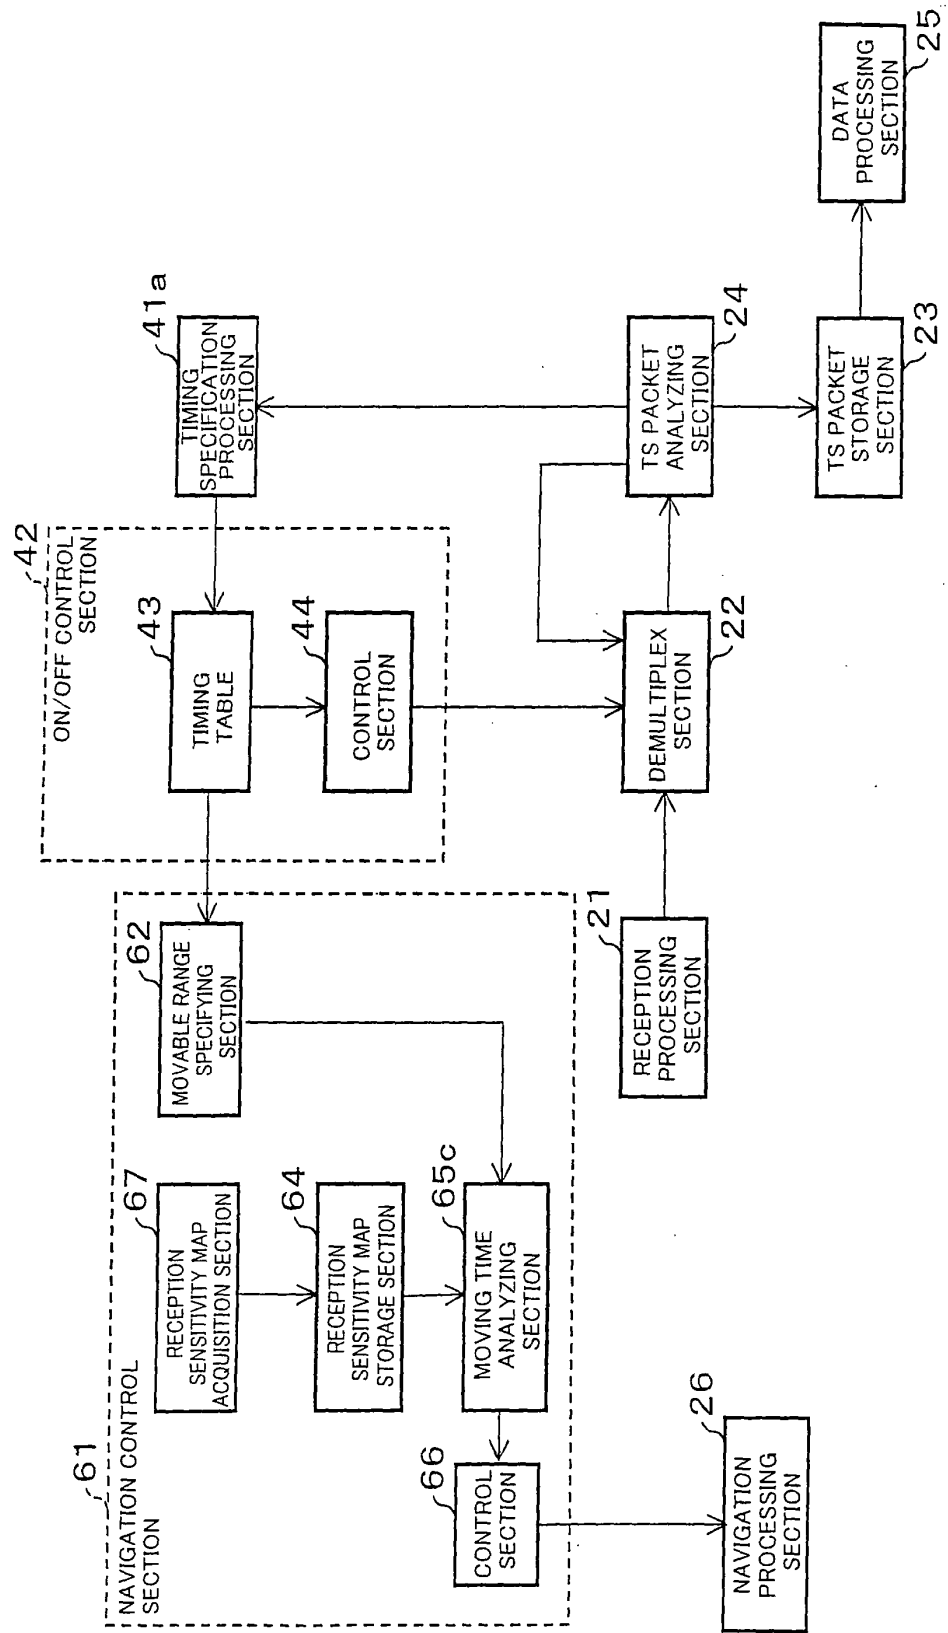 61
NAVIGATION CONTROL
SECTION
67
RECEPTION
SENSITIVITY MAP
ACQUISITION SECTION
64
RECEPTION
SENSITIVITY MAP
STORAGE SECTION
65c
MOVING TIME
ANALYZING
SECTION
66
CONTROL
SECTION
26
NAVIGATION
PROCESSING
SECTION
62
MOVABLE RANGE
SPECIFYING
SECTION
42
ON/OFF CONTROL
SECTION
43
TIMING
TABLE
44
CONTROL
SECTION
41a
TIMING
SPECIFICATION
PROCESSING
SECTION
21
RECEPTION
PROCESSING
SECTION
22
DEMULTIPLEX
SECTION
24
TS PACKET
ANALYZING
SECTION
23
TS PACKET
STORAGE
SECTION
25
DATA
PROCESSING
SECTION